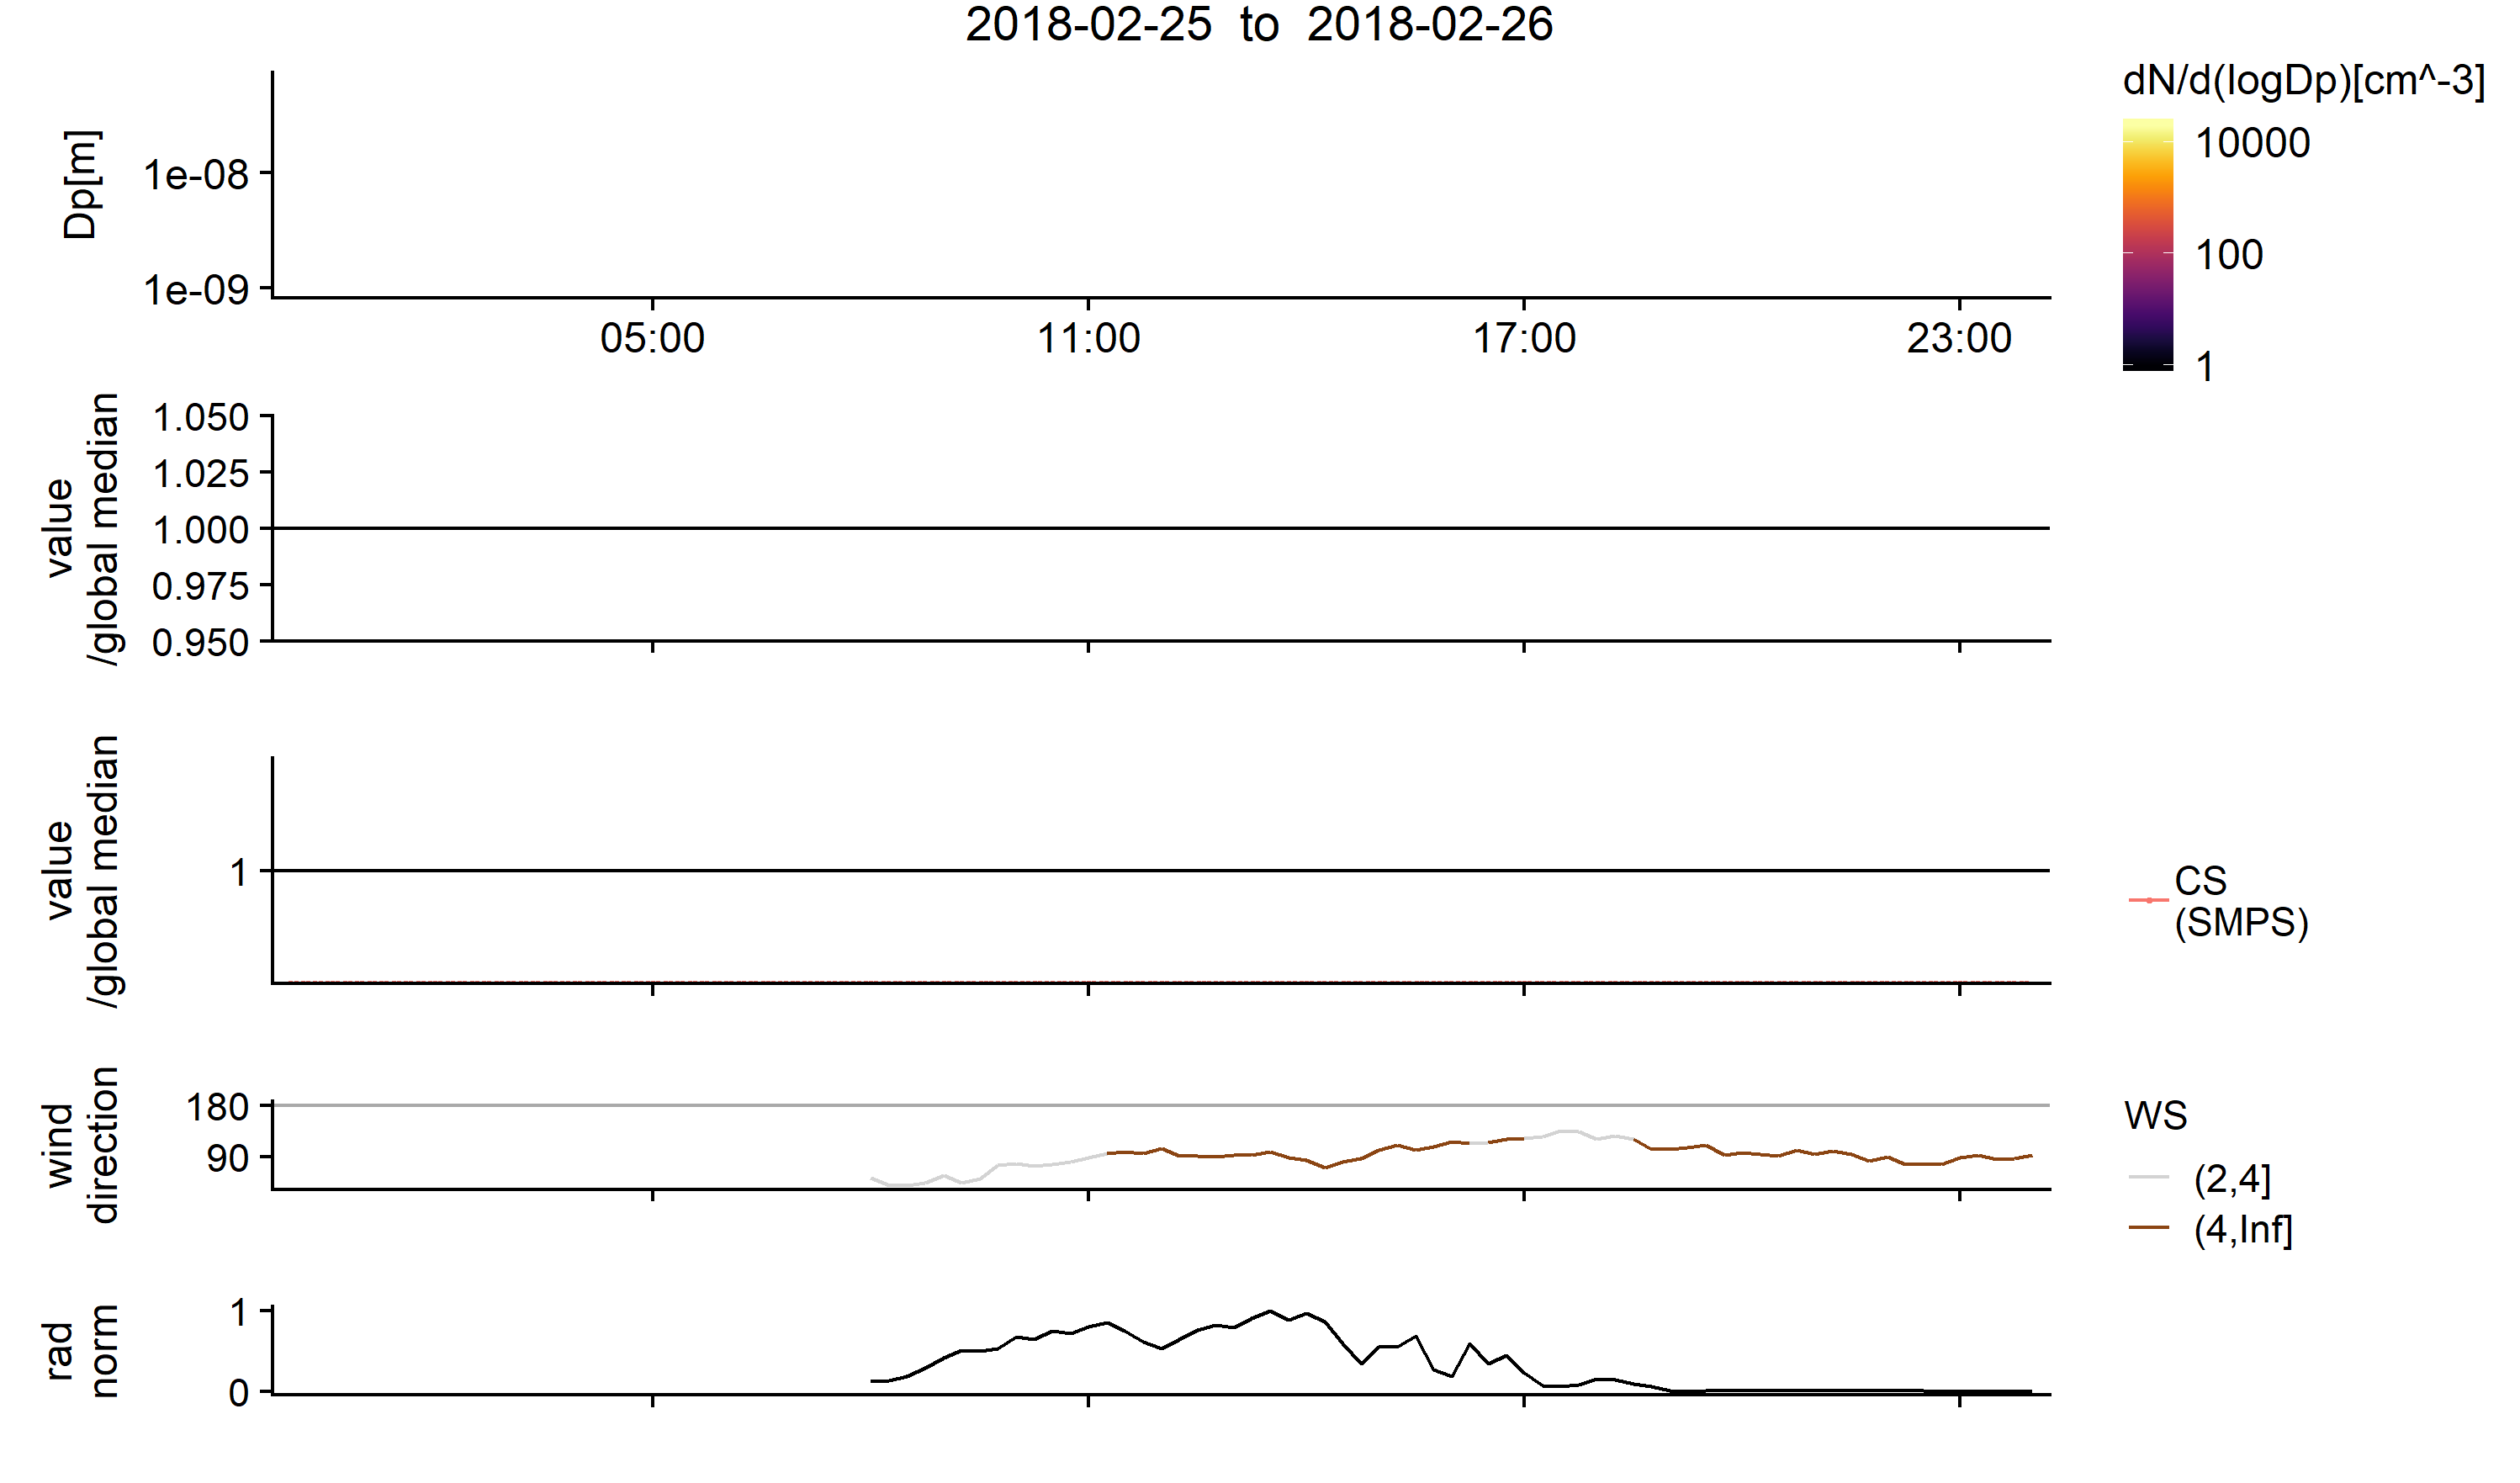 2018-02-25 to 2018-02-26
Dp[m]
1e-08
1e-09
05:00 11:00 17:00 23:00
dN/d(logDp)[cm^-3]
10000
100
1
value
/global median
1.050
1.025
1.000
0.975
0.950
value
/global median
1
CS
(SMPS)
wind
direction
180
90
WS
(2,4]
(4,Inf]
rad
norm
1
0